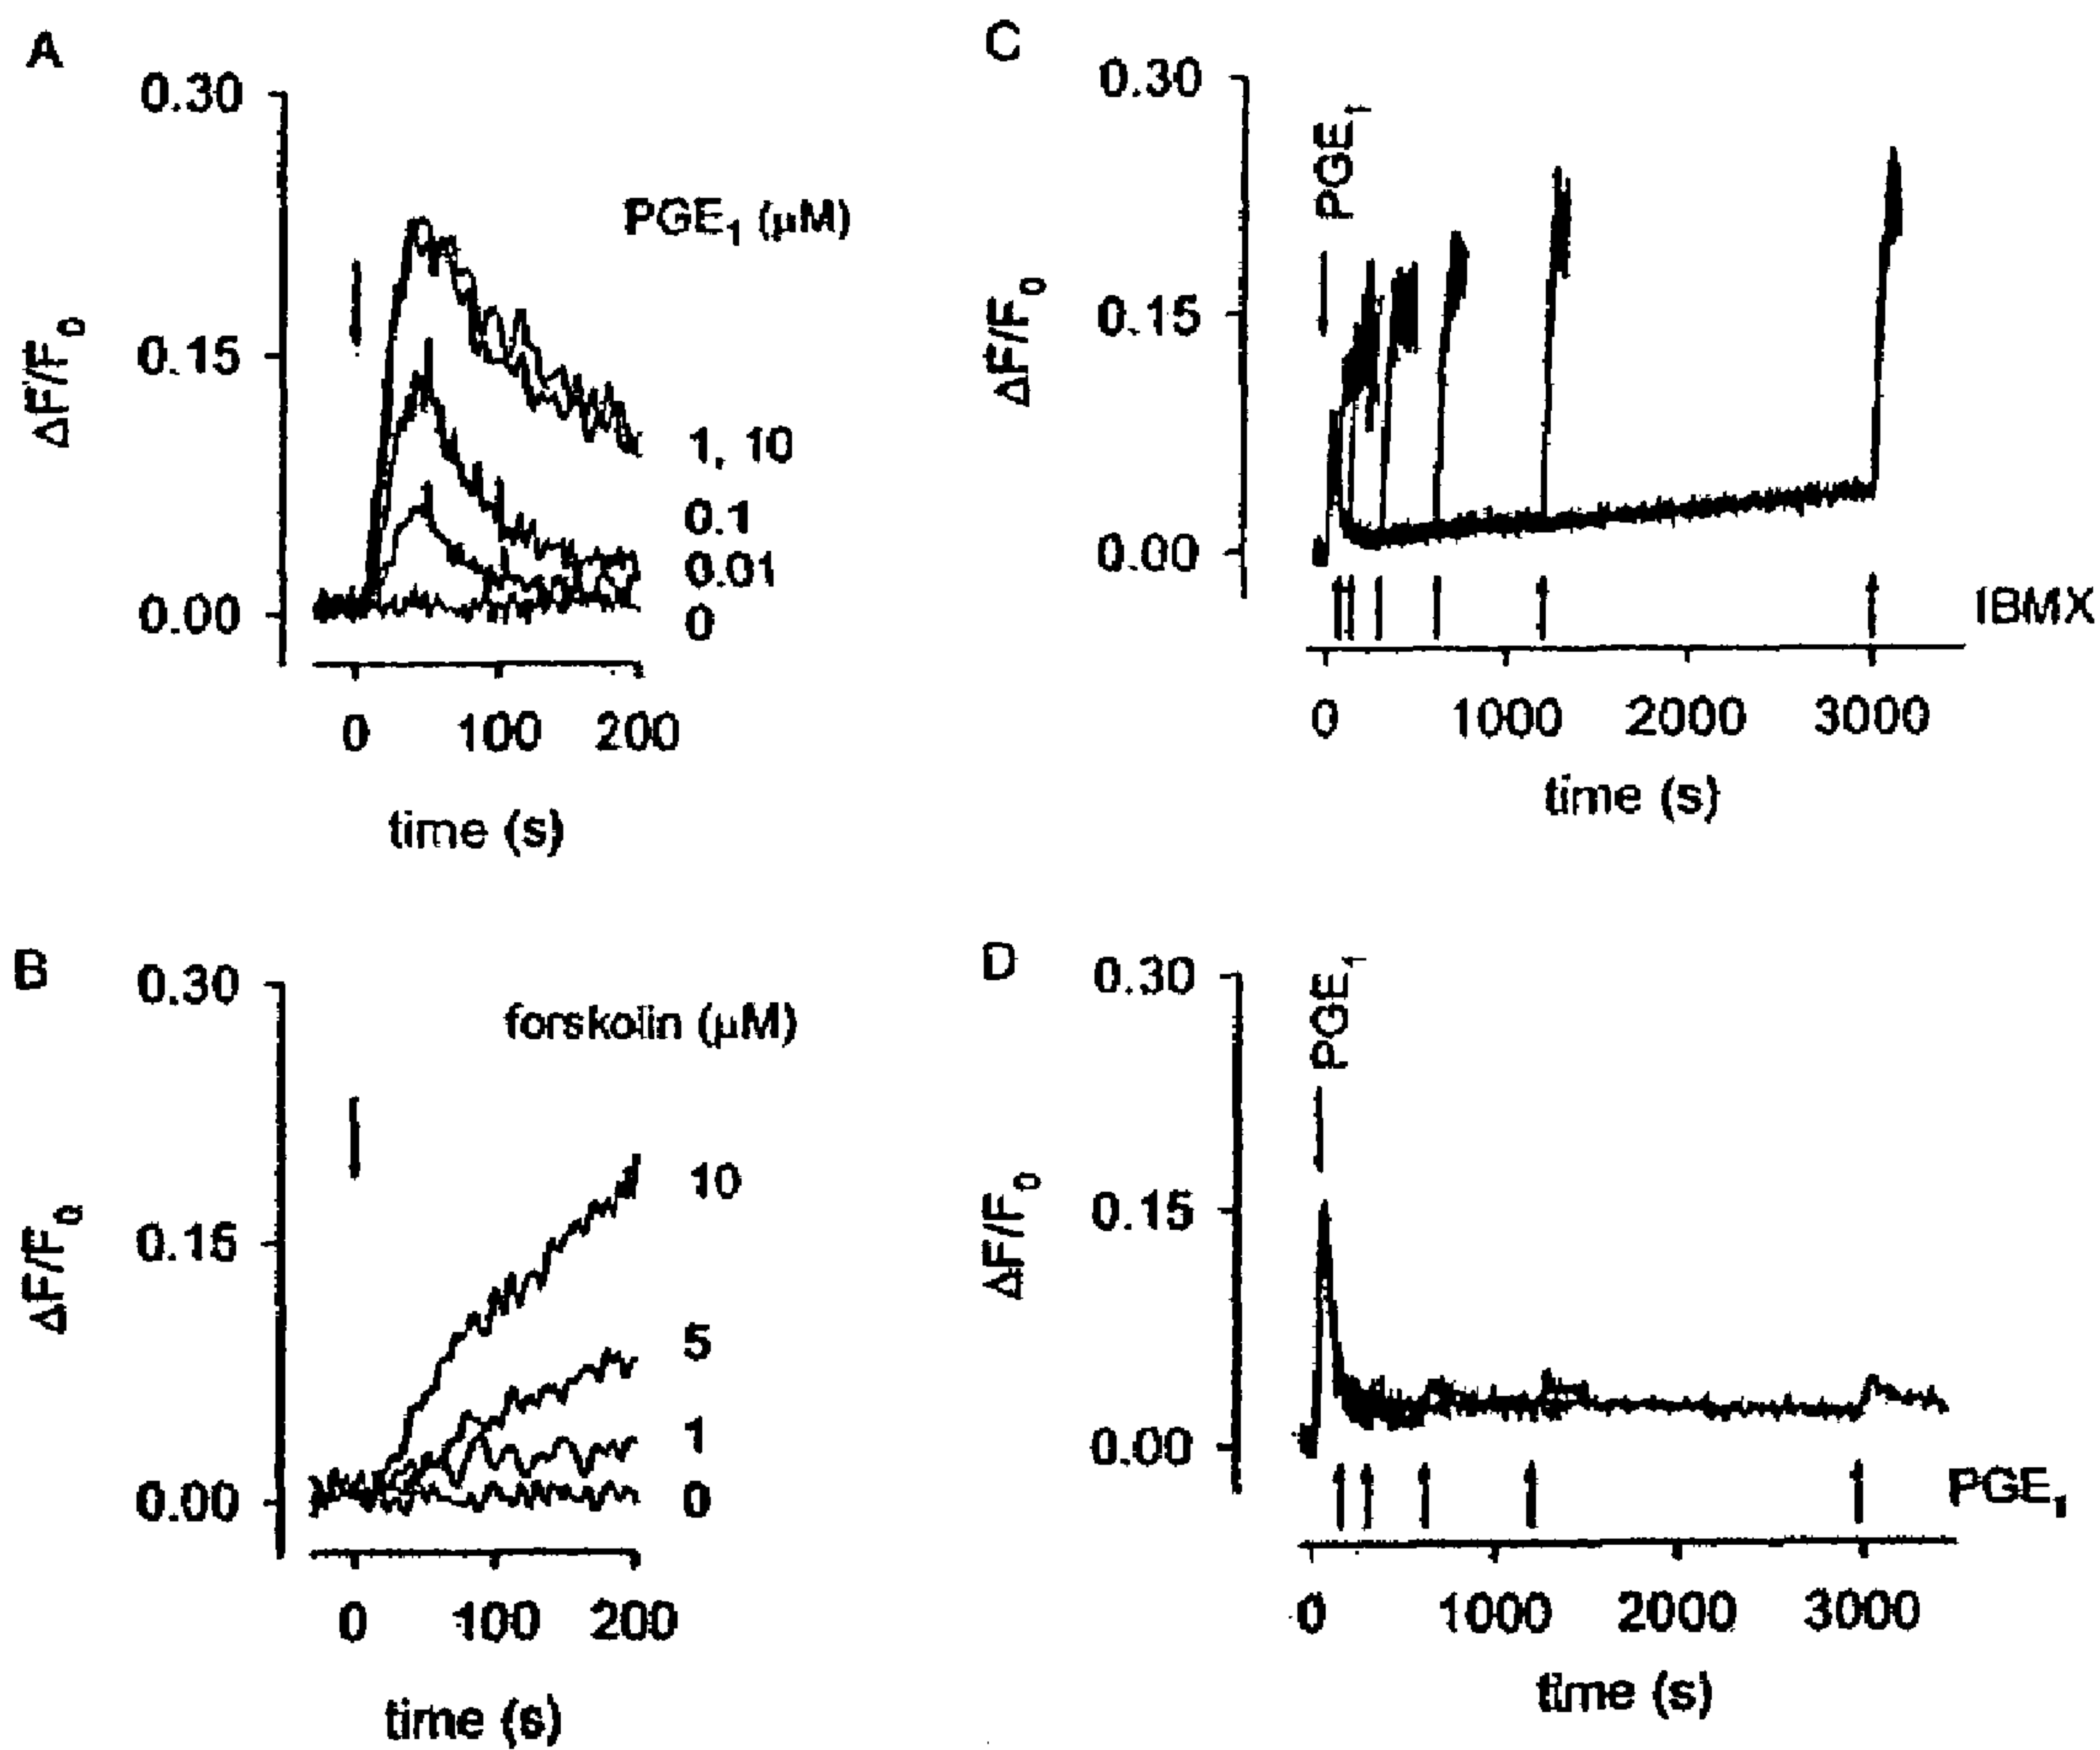 A
0.30
PGE1 (μM)
ΔF/F0
0.15
1, 10
0.1
0.01
0.00
0
0 100 200
time (s)
C
0.30
PGE1
ΔF/F0
0.15
0.00
IBMX
0 1000 2000 3000
time (s)
B
0.30
forskolin (μM)
10
0.15
ΔF/F0
5
1
0.00
0
0 100 200
time (s)
D
0.30
PGE1
ΔF/F0
0.15
0.00
PGE1
0 1000 2000 3000
time (s)